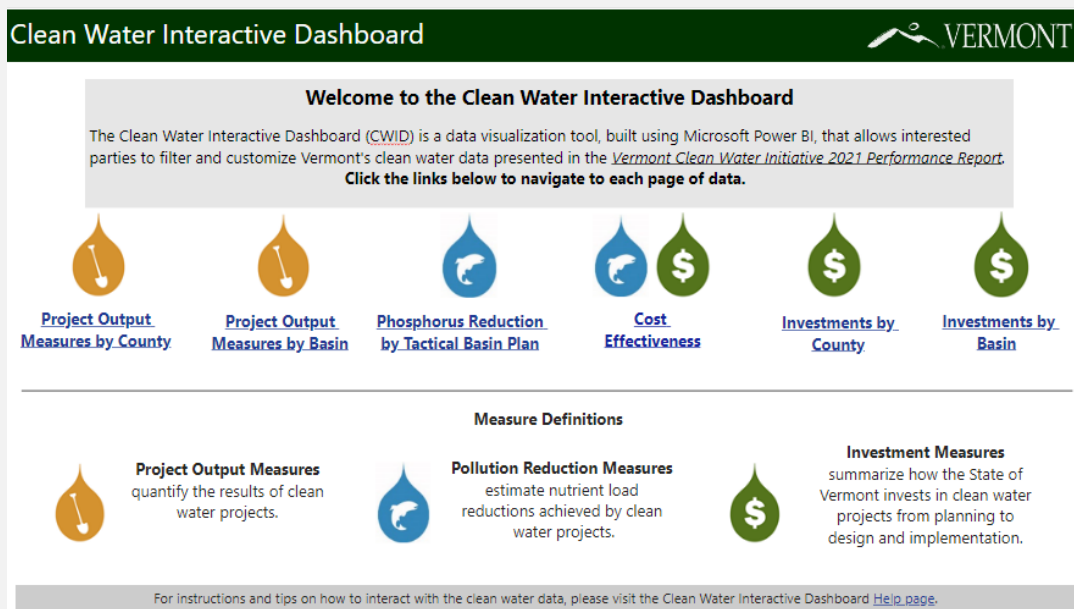 Clean Water Interactive Dashboard
VERMONT
Welcome to the Clean Water Interactive Dashboard
The Clean Water Interactive Dashboard (CWID) is a data visualization tool, built using Microsoft Power BI, that allows interested
parties to filter and customize Vermont's clean water data presented in the Vermont Clean Water Initiative 2021 Performance Report.
Click the links below to navigate to each page of data.
$
$
$
Project Output
Measures by County
Project Output
Measures by Basin
Phosphorus Reduction
by Tactical Basin Plan
Cost
Effectiveness
Investments by
County
Investments by
Basin
Measure Definitions
Project Output Measures
quantify the results of clean
water projects.
Pollution Reduction Measures
estimate nutrient load
reductions achieved by clean
water projects.
$
Investment Measures
summarize how the State of
Vermont invests in clean water
projects from planning to
design and implementation.
For instructions and tips on how to interact with the clean water data, please visit the Clean Water Interactive Dashboard Help page.